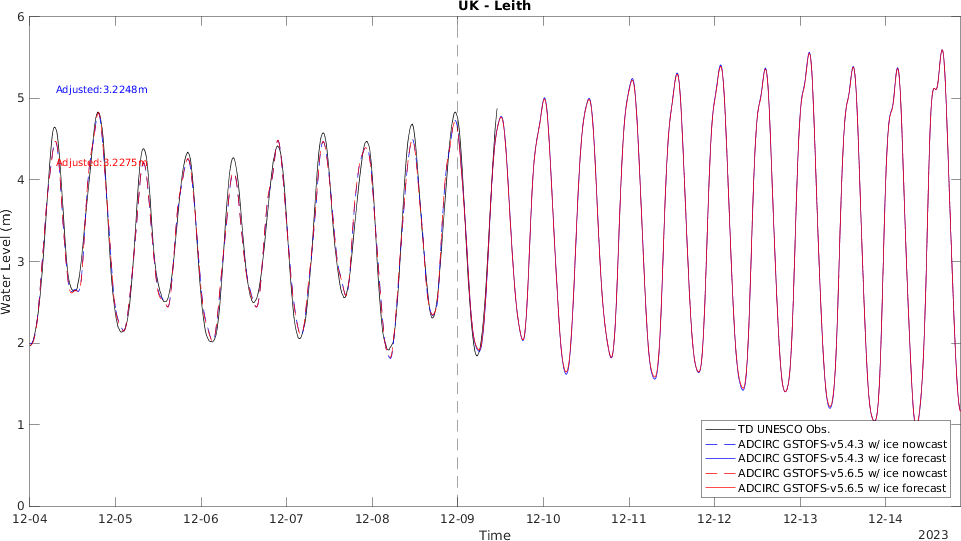 UK - Leith
6
5
4
3
2
1
0
Water Level (m)
Adjusted:3.2248m
Adjusted:3.2275m
TD UNESCO Obs.
ADCIRC GSTOFS-v5.4.3 w/ ice nowcast
ADCIRC GSTOFS-v5.4.3 w/ ice forecast
ADCIRC GSTOFS-v5.6.5 w/ ice nowcast
ADCIRC GSTOFS-v5.6.5 w/ ice forecast
12-04 12-05 12-06 12-07 12-08 12-09 12-10 12-11 12-12 12-13 12-14
Time
2023